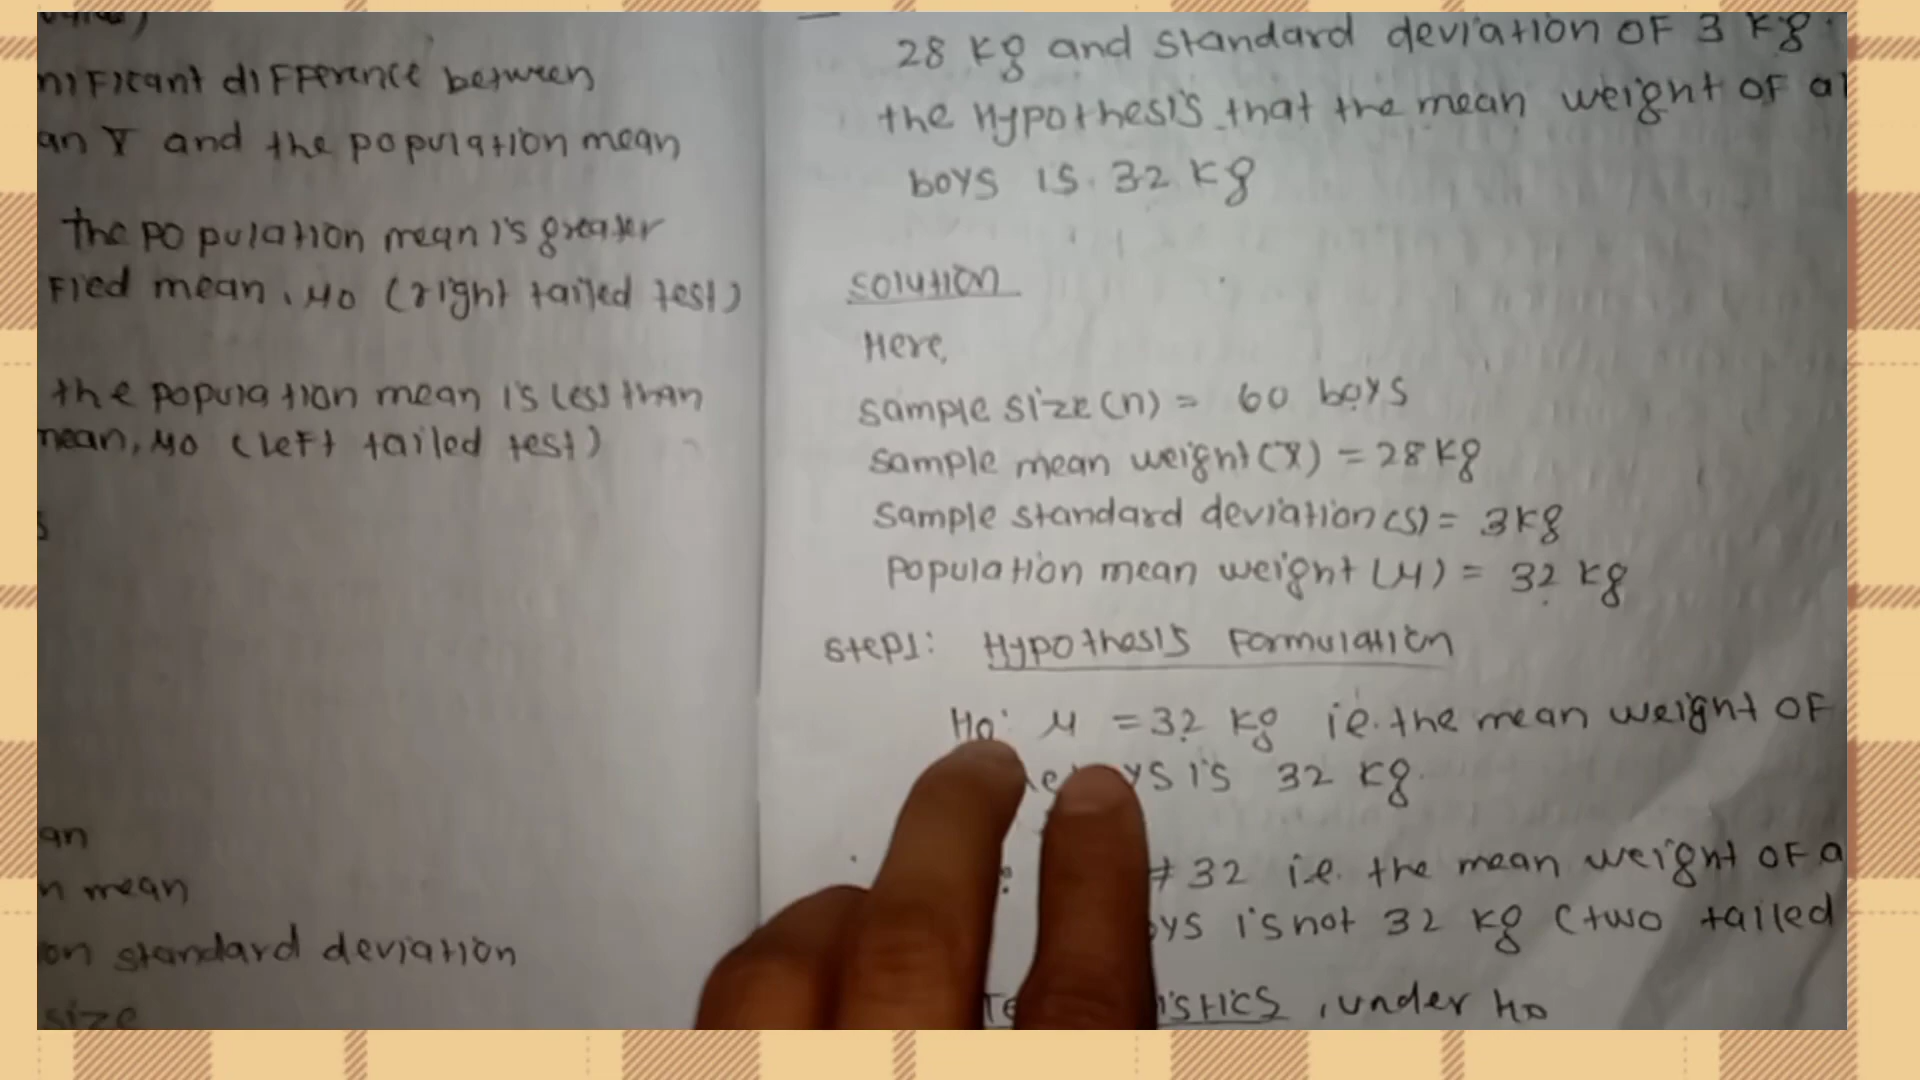 nificant difference between
an x̄ and the population mean
the population mean is greater
fied mean, μo (right tailed test)
the population mean is less than
mean, μo (left tailed test)
s
an
n mean
on standard deviation
size
28 kg and standard deviation of 3 kg.
the Hypothesis that the mean weight of al
boys is 32 kg
solution
Here,
sample size (n) = 60 boys
sample mean weight (x̄) = 28 kg
sample standard deviation (s) = 3 kg
population mean weight (μ) = 32 kg
step1: Hypothesis Formulation
Ho: μ = 32 kg i.e. the mean weight of
ys is 32 kg.
≠ 32 i.e. the mean weight of a
oys is not 32 kg (two tailed
Te istics, under Ho